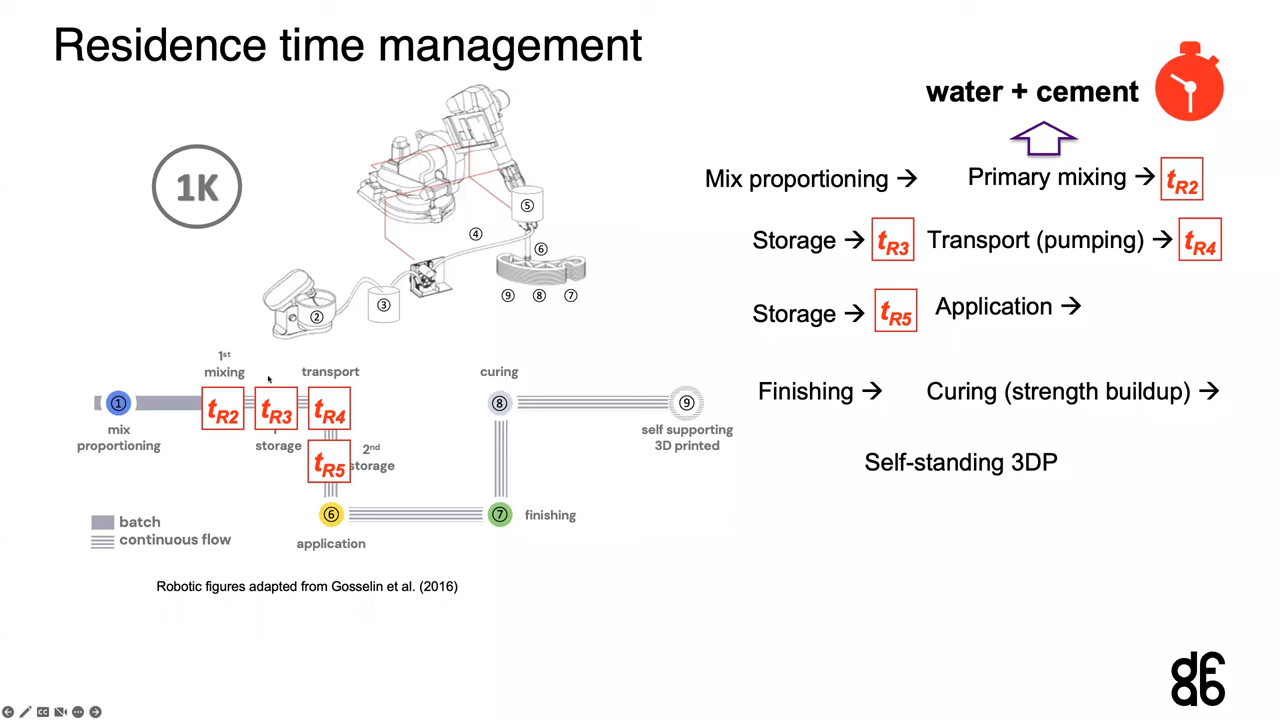 Residence time management
water + cement
1K
Mix proportioning → Primary mixing → tR2
Storage → tR3 Transport (pumping) → tR4
Storage → tR5 Application →
Finishing → Curing (strength buildup) →
Self-standing 3DP
⑤
④
⑥
③
②
⑨ ⑧ ⑦
1st
mixing
transport
curing
① tR2 tR3 tR4 ⑧ ⑨
mix
proportioning
storage
self supporting
3D printed
tR5
2nd
storage
⑥ ⑦ finishing
application
batch
continuous flow
Robotic figures adapted from Gosselin et al. (2016)